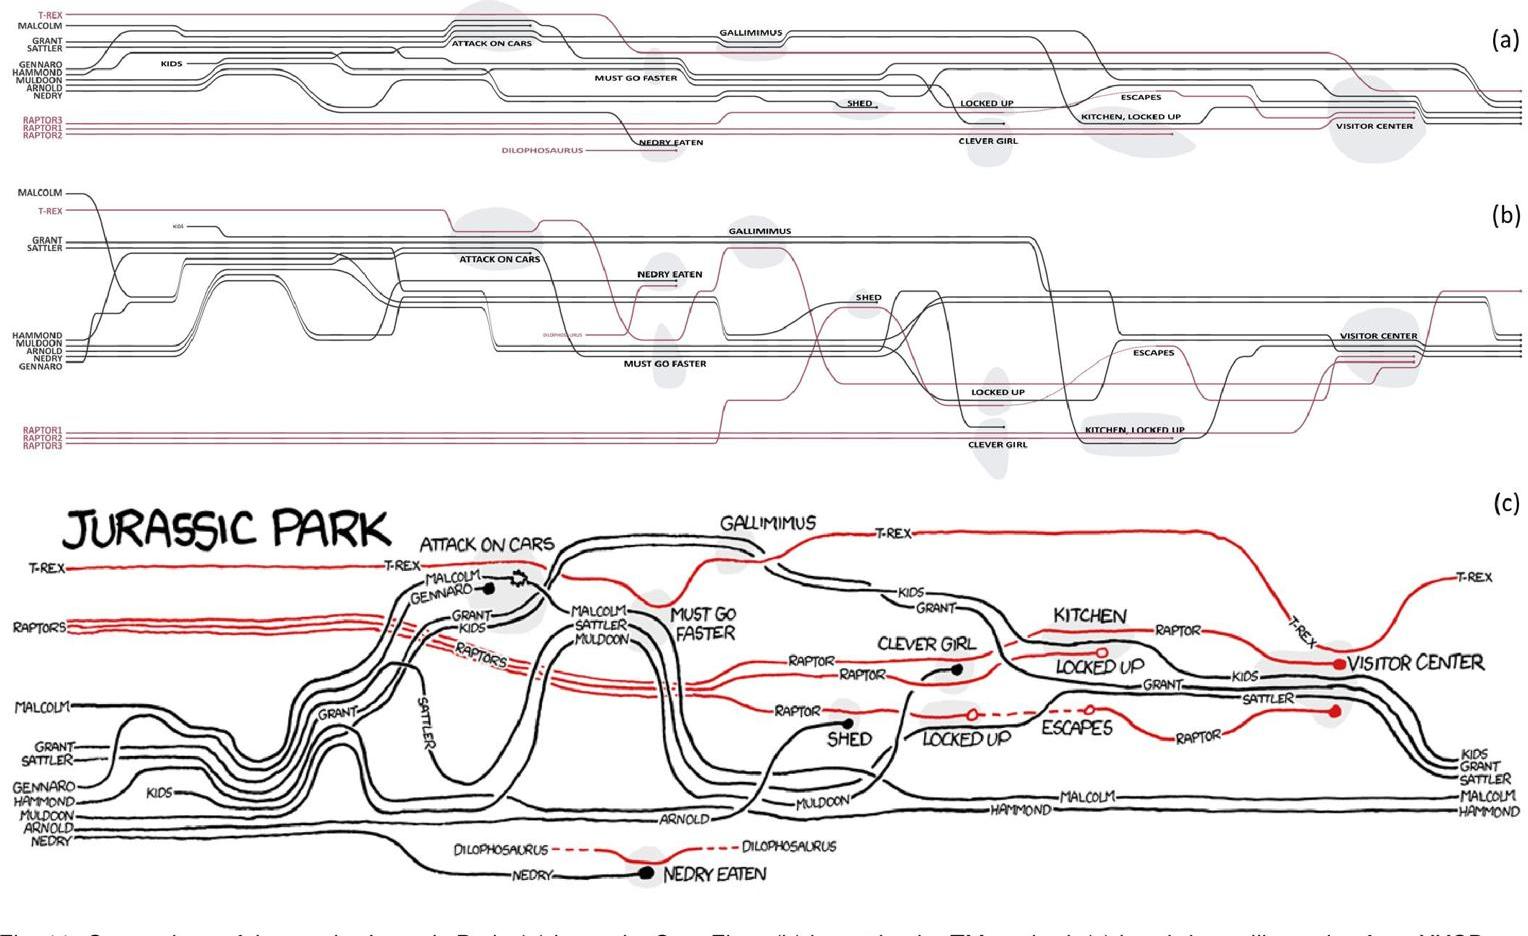 T-REX
MALCOLM
GRANT
SATTLER
GENNARO
HAMMOND
MULDOON
ARNOLD
NEDRY
KIDS
RAPTOR3
RAPTOR1
RAPTOR2
DILOPHOSAURUS
ATTACK ON CARS
MUST GO FASTER
NEDRY EATEN
GALLIMIMUS
SHED
LOCKED UP
CLEVER GIRL
ESCAPES
KITCHEN, LOCKED UP
VISITOR CENTER
(a)
MALCOLM
T-REX
KIDS
GRANT
SATTLER
HAMMOND
MULDOON
ARNOLD
NEDRY
GENNARO
RAPTOR1
RAPTOR2
RAPTOR3
ATTACK ON CARS
DILOPHOSAURUS
NEDRY EATEN
MUST GO FASTER
GALLIMIMUS
SHED
LOCKED UP
CLEVER GIRL
ESCAPES
KITCHEN, LOCKED UP
VISITOR CENTER
(b)
(c)
JURASSIC PARK
T-REX
T-REX
ATTACK ON CARS
MALCOLM
GENNARO
GRANT
KIDS
RAPTORS
RAPTORS
MALCOLM
GRANT
SATTLER
GENNARO
HAMMOND
MULDOON
ARNOLD
NEDRY
KIDS
GRANT
SATTLER
MALCOLM
SATTLER
MULDOON
GALLIMIMUS
T-REX
MUST GO
FASTER
KIDS
GRANT
CLEVER GIRL
RAPTOR
RAPTOR
RAPTOR
SHED
LOCKED UP
KITCHEN
RAPTOR
LOCKED UP
ESCAPES
RAPTOR
GRANT
KIDS
SATTLER
T-REX
VISITOR CENTER
T-REX
MULDOON
ARNOLD
HAMMOND
MALCOLM
DILOPHOSAURUS
DILOPHOSAURUS
NEDRY
NEDRY EATEN
KIDS
GRANT
SATTLER
MALCOLM
HAMMOND